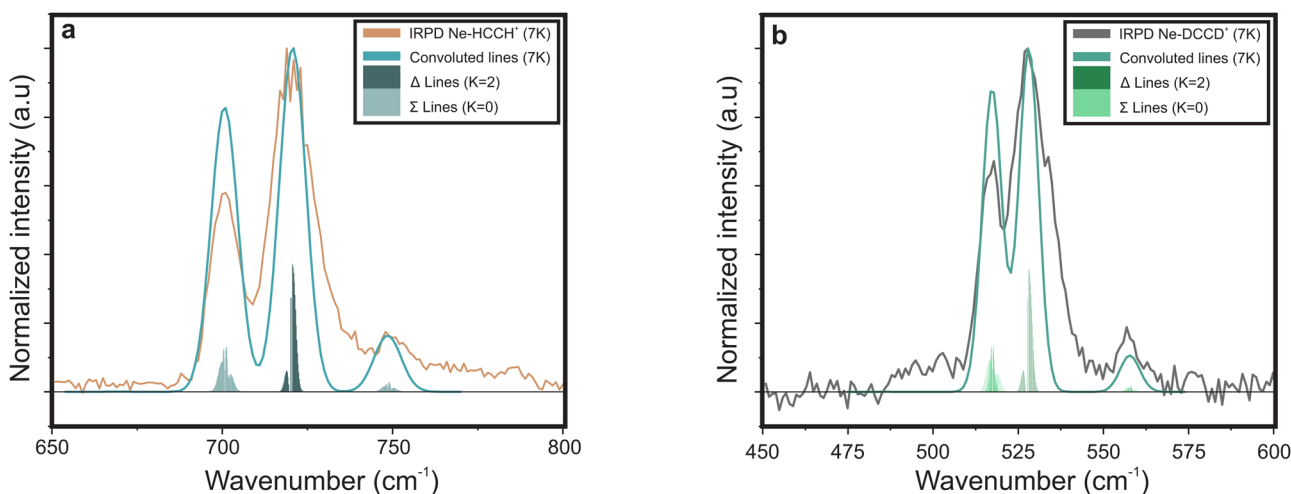 a
IRPD Ne-HCCH⁺ (7K)
Convoluted lines (7K)
Δ Lines (K=2)
Σ Lines (K=0)
Normalized intensity (a.u)
650 700 750 800
Wavenumber (cm⁻¹)
b
IRPD Ne-DCCD⁺ (7K)
Convoluted lines (7K)
Δ Lines (K=2)
Σ Lines (K=0)
Normalized intensity (a.u)
450 475 500 525 550 575 600
Wavenumber (cm⁻¹)